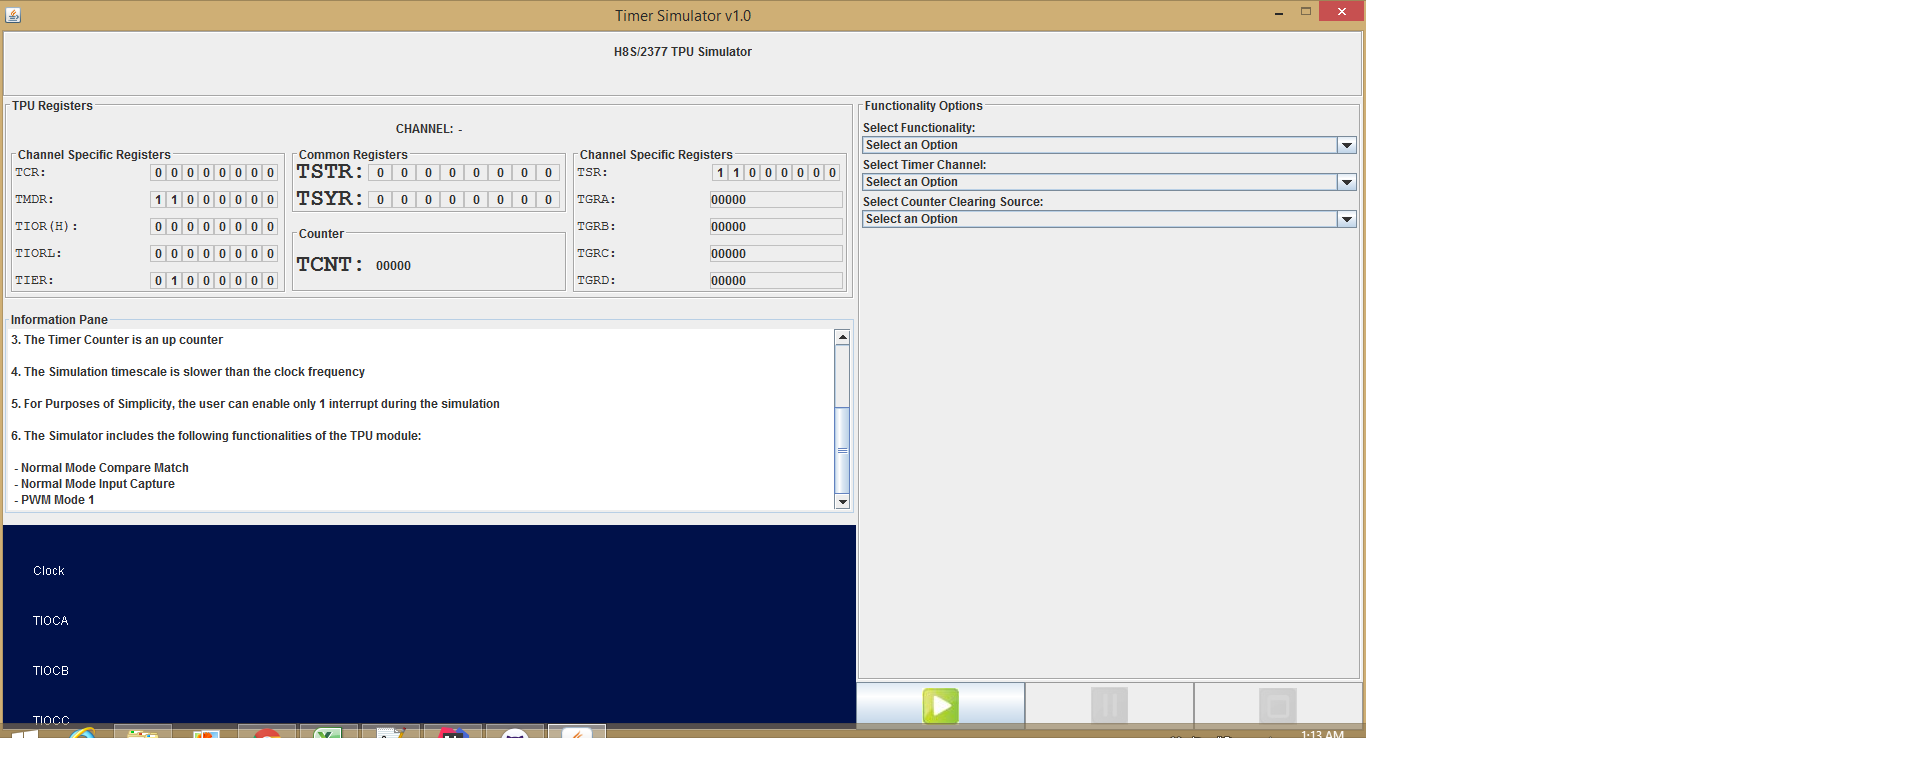 Timer Simulator v1.0
H8S/2377 TPU Simulator
TPU Registers
CHANNEL: -
Channel Specific Registers
TCR: 0 0 0 0 0 0 0 0
TMDR: 1 1 0 0 0 0 0 0
TIOR(H): 0 0 0 0 0 0 0 0
TIORL: 0 0 0 0 0 0 0 0
TIER: 0 1 0 0 0 0 0 0
Common Registers
TSTR: 0 0 0 0 0 0 0 0
TSYR: 0 0 0 0 0 0 0 0
Counter
TCNT: 00000
Channel Specific Registers
TSR: 1 1 0 0 0 0 0 0
TGRA: 00000
TGRB: 00000
TGRC: 00000
TGRD: 00000
Functionality Options
Select Functionality:
Select an Option
Select Timer Channel:
Select an Option
Select Counter Clearing Source:
Select an Option
Information Pane
3. The Timer Counter is an up counter
4. The Simulation timescale is slower than the clock frequency
5. For Purposes of Simplicity, the user can enable only 1 interrupt during the simulation
6. The Simulator includes the following functionalities of the TPU module:
- Normal Mode Compare Match
- Normal Mode Input Capture
- PWM Mode 1
Clock
TIOCA
TIOCB
TIOCC
1:13 AM